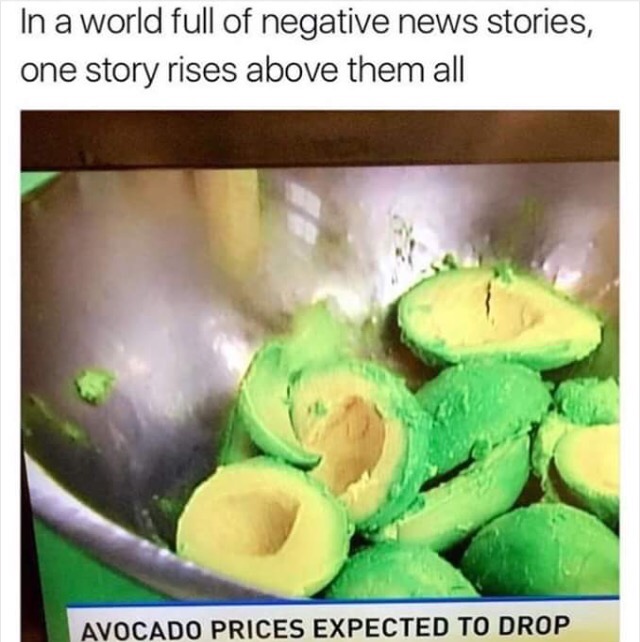 In a world full of negative news stories,
one story rises above them all
AVOCADO PRICES EXPECTED TO DROP